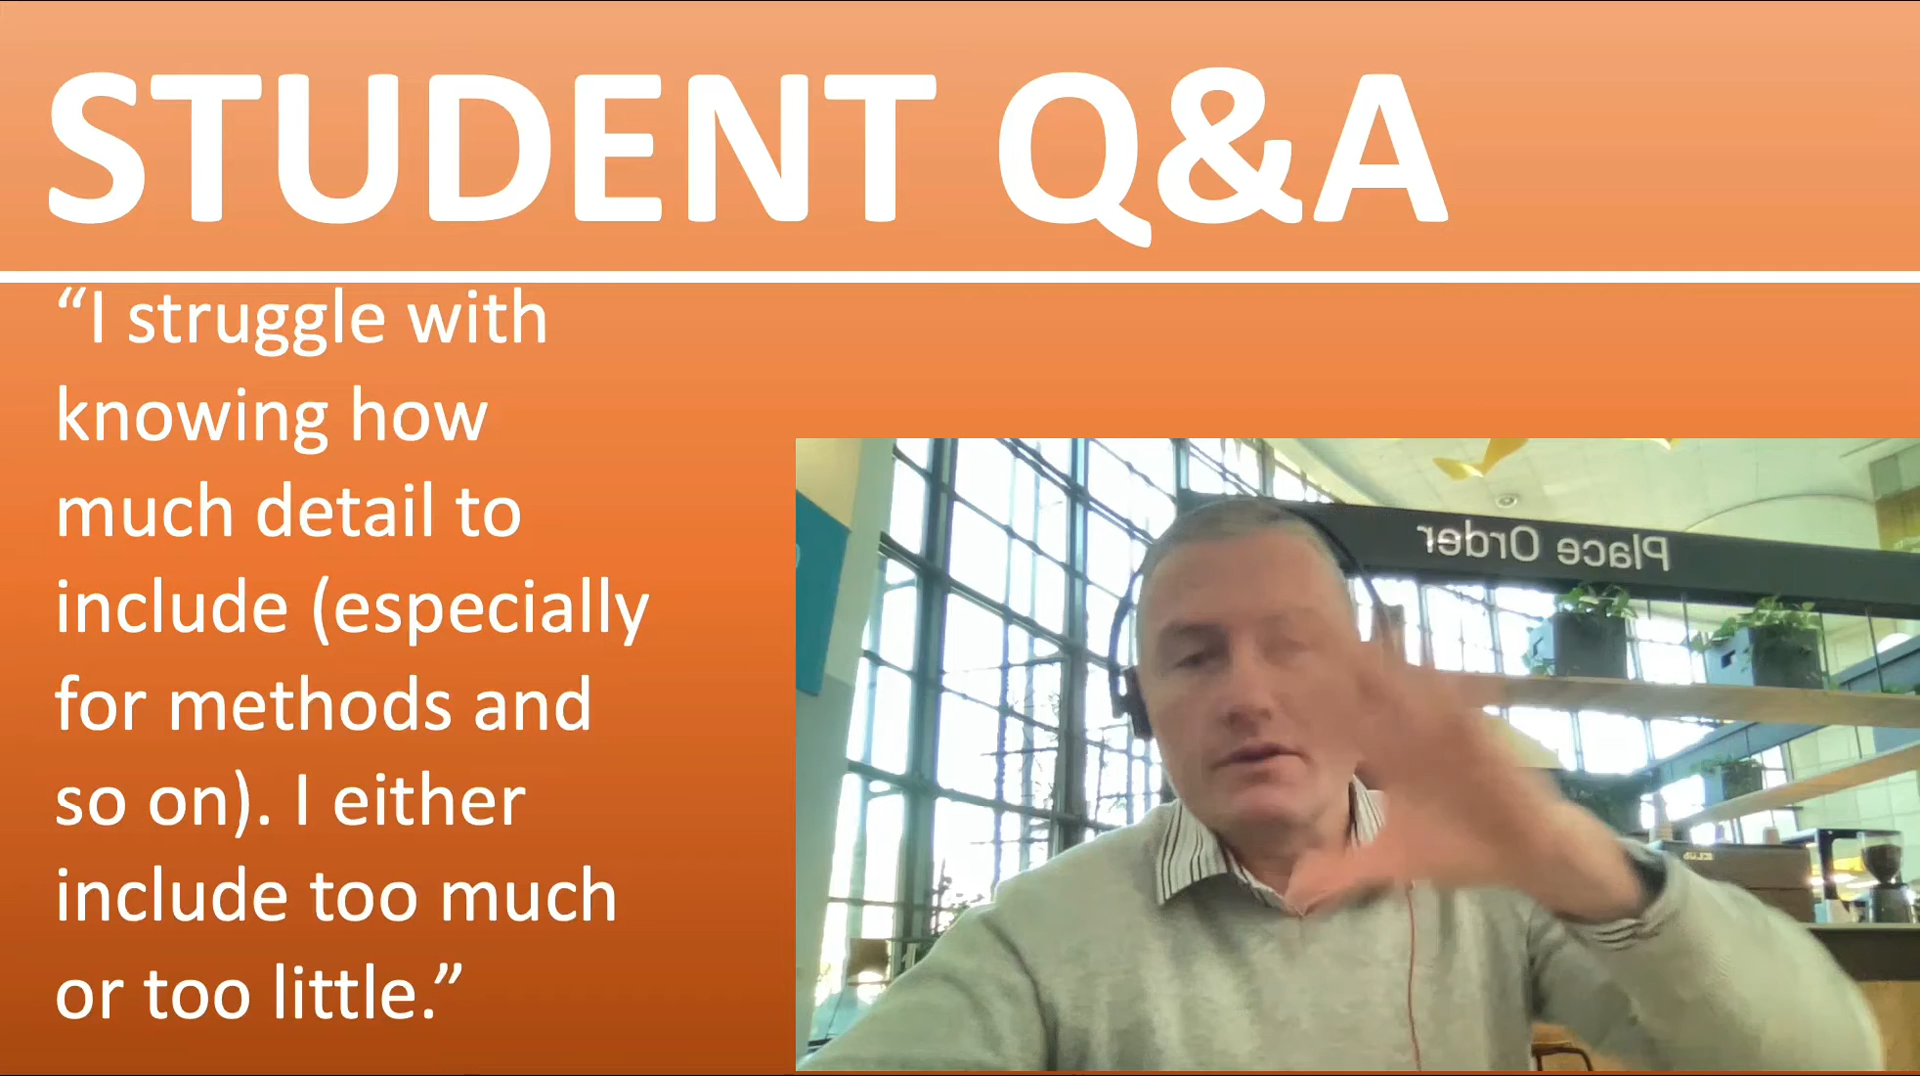 STUDENT Q&A
“I struggle with
knowing how
much detail to
include (especially
for methods and
so on). I either
include too much
or too little.”
Place Order